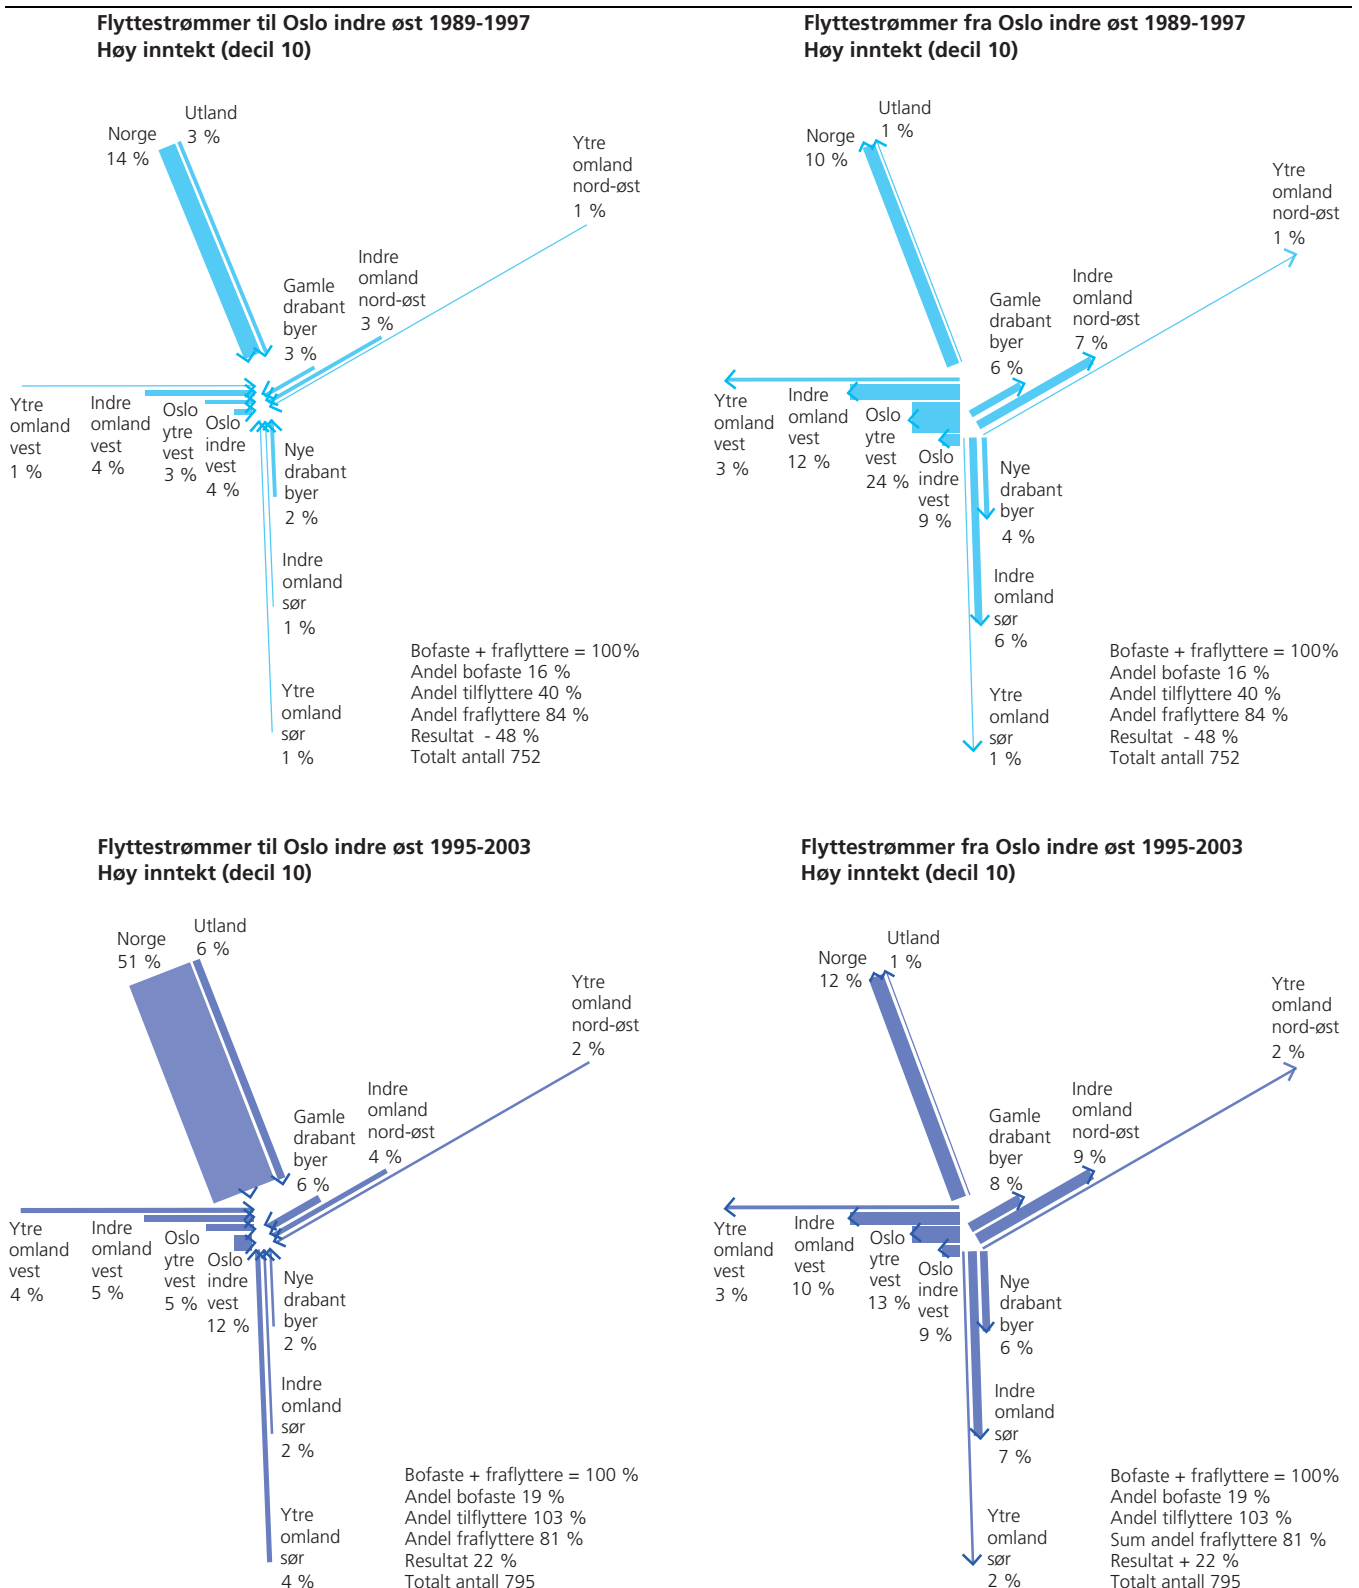 Flyttestrømmer til Oslo indre øst 1989-1997
Høy inntekt (decil 10)
Utland
3 %
Norge
14 %
Ytre
omland
nord-øst
1 %
Indre
omland
nord-øst
3 %
Gamle
drabant
byer
3 %
Ytre
omland
vest
1 %
Indre
omland
vest
4 %
Oslo
ytre
vest
3 %
Oslo
indre
vest
4 %
Nye
drabant
byer
2 %
Indre
omland
sør
1 %
Ytre
omland
sør
1 %
Bofaste + fraflyttere = 100%
Andel bofaste 16 %
Andel tilflyttere 40 %
Andel fraflyttere 84 %
Resultat - 48 %
Totalt antall 752
Flyttestrømmer fra Oslo indre øst 1989-1997
Høy inntekt (decil 10)
Utland
1 %
Norge
10 %
Ytre
omland
nord-øst
1 %
Indre
omland
nord-øst
7 %
Gamle
drabant
byer
6 %
Ytre
omland
vest
3 %
Indre
omland
vest
12 %
Oslo
ytre
vest
24 %
Oslo
indre
vest
9 %
Nye
drabant
byer
4 %
Indre
omland
sør
6 %
Ytre
omland
sør
1 %
Bofaste + fraflyttere = 100%
Andel bofaste 16 %
Andel tilflyttere 40 %
Andel fraflyttere 84 %
Resultat - 48 %
Totalt antall 752
Flyttestrømmer til Oslo indre øst 1995-2003
Høy inntekt (decil 10)
Utland
6 %
Norge
51 %
Ytre
omland
nord-øst
2 %
Indre
omland
nord-øst
4 %
Gamle
drabant
byer
6 %
Ytre
omland
vest
4 %
Indre
omland
vest
5 %
Oslo
ytre
vest
5 %
Oslo
indre
vest
12 %
Nye
drabant
byer
2 %
Indre
omland
sør
2 %
Ytre
omland
sør
4 %
Bofaste + fraflyttere = 100 %
Andel bofaste 19 %
Andel tilflyttere 103 %
Andel fraflyttere 81 %
Resultat 22 %
Totalt antall 795
Flyttestrømmer fra Oslo indre øst 1995-2003
Høy inntekt (decil 10)
Utland
1 %
Norge
12 %
Ytre
omland
nord-øst
2 %
Indre
omland
nord-øst
9 %
Gamle
drabant
byer
8 %
Ytre
omland
vest
3 %
Indre
omland
vest
10 %
Oslo
ytre
vest
13 %
Oslo
indre
vest
9 %
Nye
drabant
byer
6 %
Indre
omland
sør
7 %
Ytre
omland
sør
2 %
Bofaste + fraflyttere = 100%
Andel bofaste 19 %
Andel tilflyttere 103 %
Sum andel fraflyttere 81 %
Resultat + 22 %
Totalt antall 795